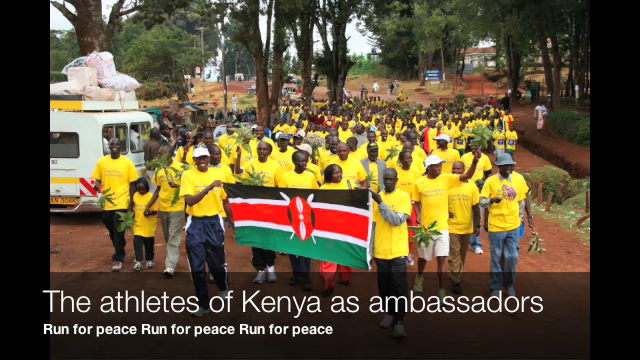 The athletes of Kenya as ambassadors
Run for peace Run for peace Run for peace